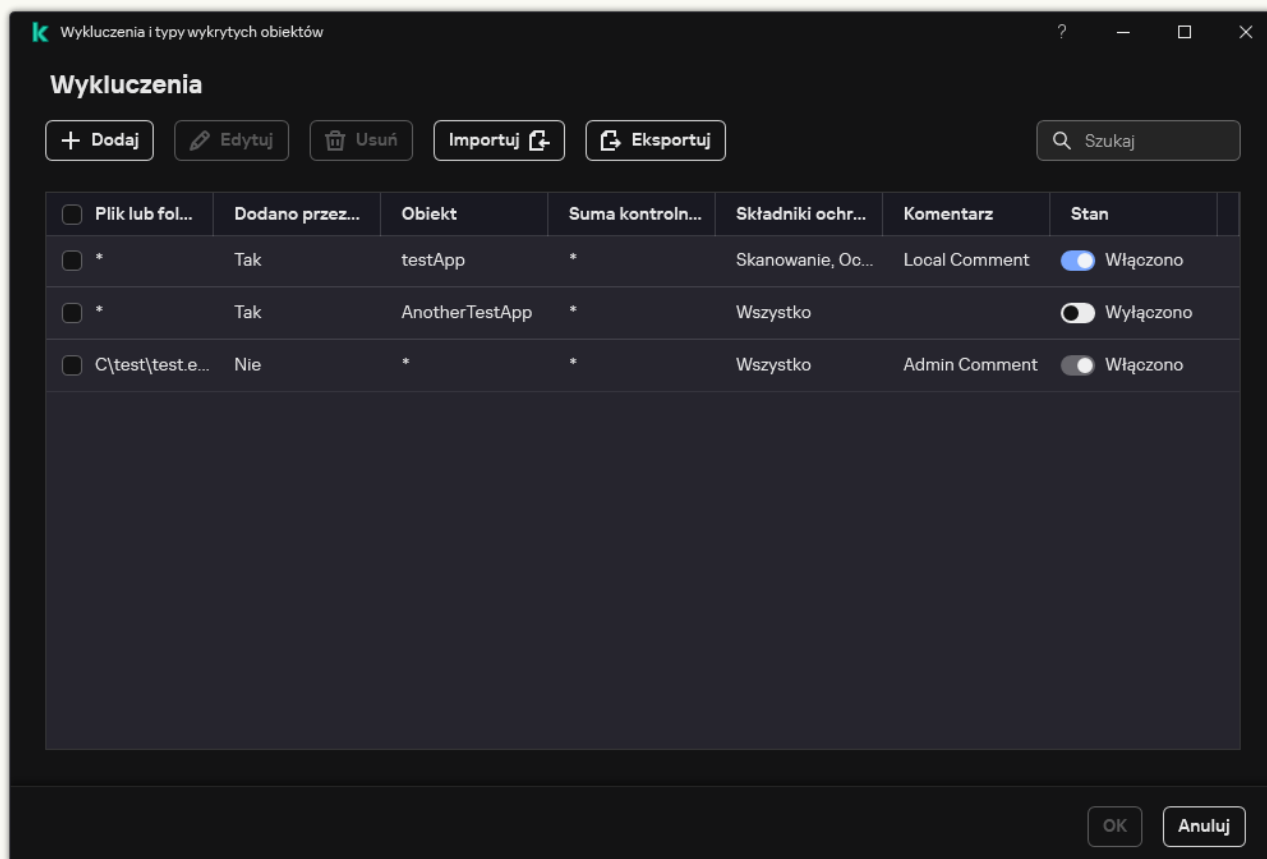 Wykluczenia i typy wykrytych obiektów ?
Wykluczenia
Dodaj Edytuj Usuń Importuj Eksportuj Szukaj
Plik lub fol... Dodano przez... Obiekt Suma kontroln... Składniki ochr... Komentarz Stan
* Tak testApp * Skanowanie, Oc... Local Comment Włączono
* Tak AnotherTestApp * Wszystko Wyłączono
C\test\test.e... Nie * * Wszystko Admin Comment Włączono
OK Anuluj